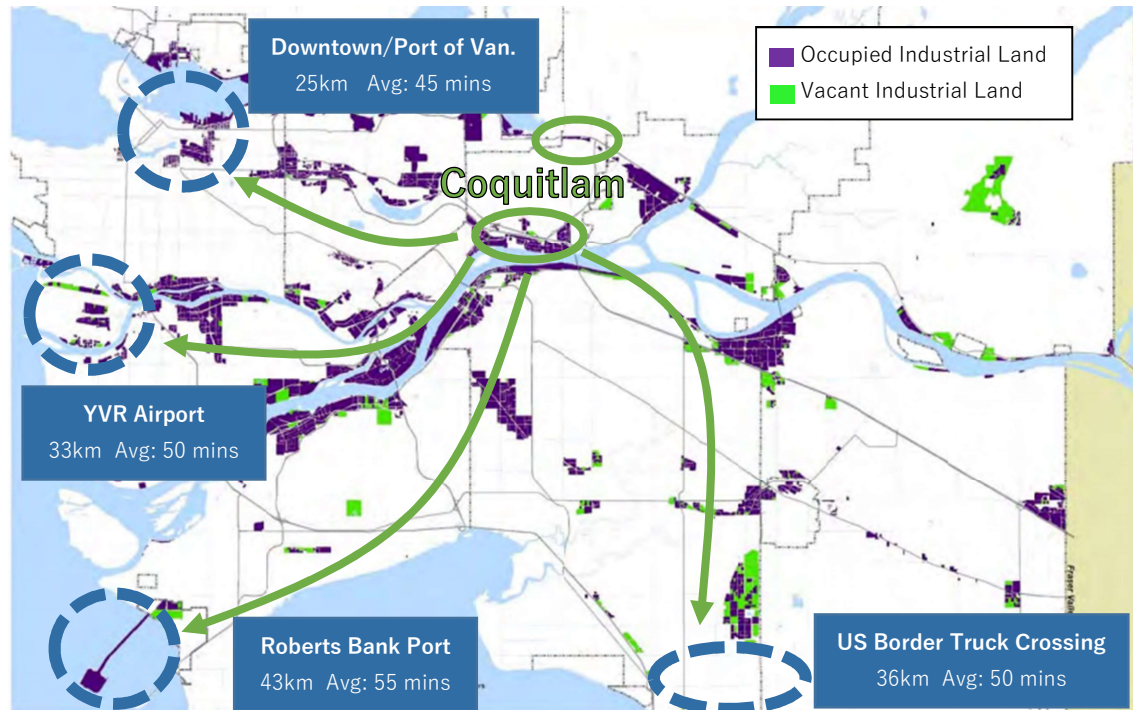 Downtown/Port of Van.
25km Avg: 45 mins
Occupied Industrial Land
Vacant Industrial Land
Coquitlam
YVR Airport
33km Avg: 50 mins
Roberts Bank Port
43km Avg: 55 mins
US Border Truck Crossing
36km Avg: 50 mins